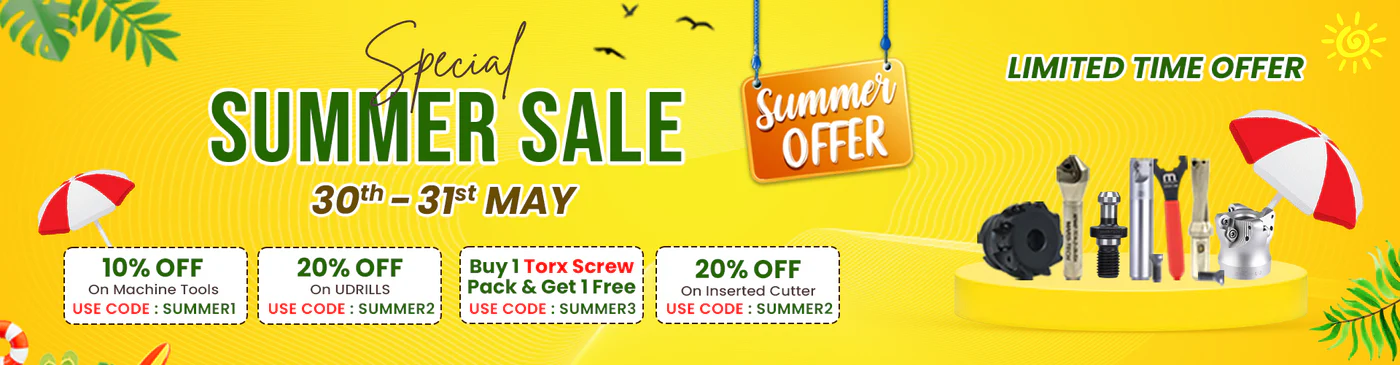 Special
SUMMER SALE
30th – 31st MAY
Summer
OFFER
LIMITED TIME OFFER
10% OFF
On Machine Tools
USE CODE : SUMMER1
20% OFF
On UDRILLS
USE CODE : SUMMER2
Buy 1 Torx Screw
Pack & Get 1 Free
USE CODE : SUMMER3
20% OFF
On Inserted Cutter
USE CODE : SUMMER2